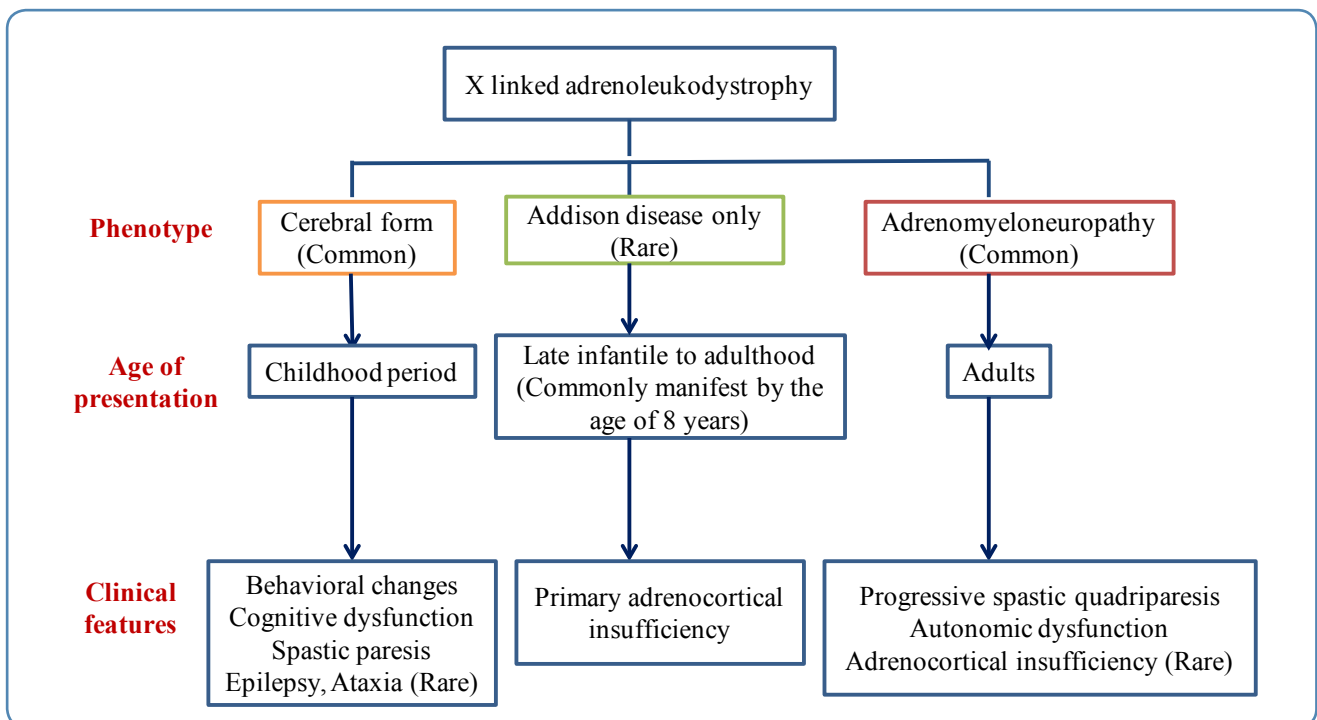 X linked adrenoleukodystrophy
Phenotype
Cerebral form
(Common)
Addison disease only
(Rare)
Adrenomyeloneuropathy
(Common)
Age of
presentation
Childhood period
Late infantile to adulthood
(Commonly manifest by the
age of 8 years)
Adults
Clinical
features
Behavioral changes
Cognitive dysfunction
Spastic paresis
Epilepsy, Ataxia (Rare)
Primary adrenocortical
insufficiency
Progressive spastic quadriparesis
Autonomic dysfunction
Adrenocortical insufficiency (Rare)